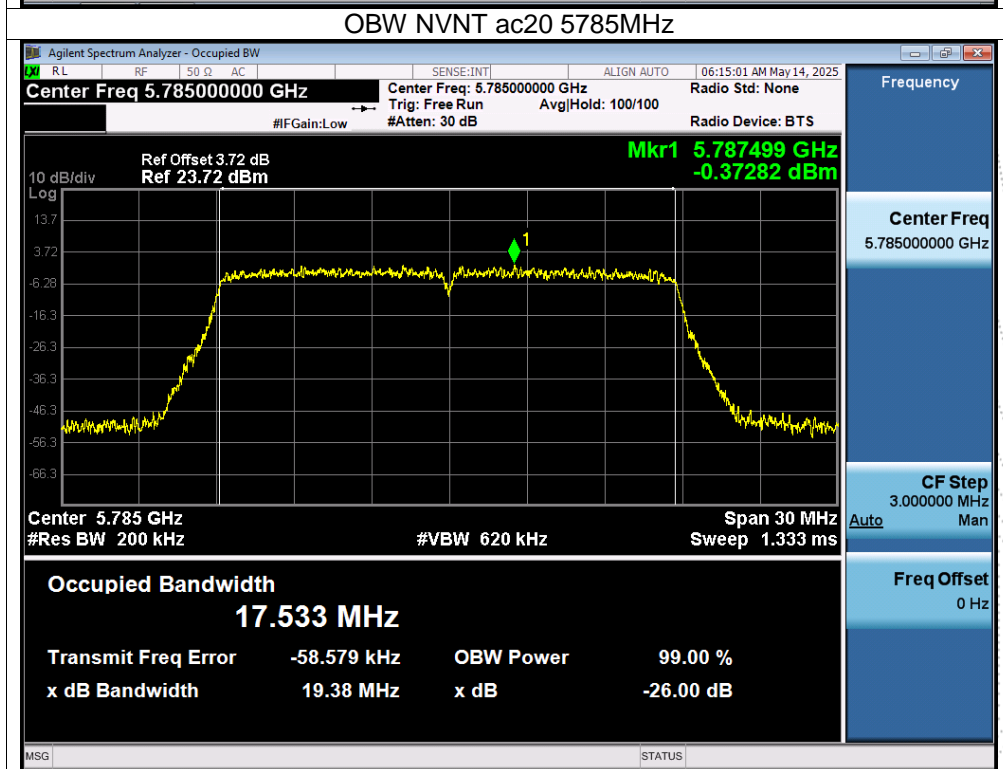 OBW NVNT ac20 5785MHz
Agilent Spectrum Analyzer - Occupied BW
LXI RL RF 50 Ω AC SENSE:INT ALIGN AUTO 06:15:01 AM May 14, 2025
Center Freq 5.785000000 GHz
Center Freq: 5.785000000 GHz
Radio Std: None
Trig: Free Run Avg|Hold: 100/100
#IFGain:Low
#Atten: 30 dB
Radio Device: BTS
Frequency
Mkr1 5.787499 GHz
-0.37282 dBm
Ref Offset 3.72 dB
10 dB/div Ref 23.72 dBm
Log
13.7
1
3.72
-6.28
-16.3
-26.3
-36.3
-46.3
-56.3
-66.3
Center 5.785 GHz Span 30 MHz
#Res BW 200 kHz #VBW 620 kHz Sweep 1.333 ms
Center Freq
5.785000000 GHz
CF Step
3.000000 MHz
Auto Man
Freq Offset
0 Hz
Occupied Bandwidth
17.533 MHz
Transmit Freq Error -58.579 kHz OBW Power 99.00 %
x dB Bandwidth 19.38 MHz x dB -26.00 dB
MSG STATUS